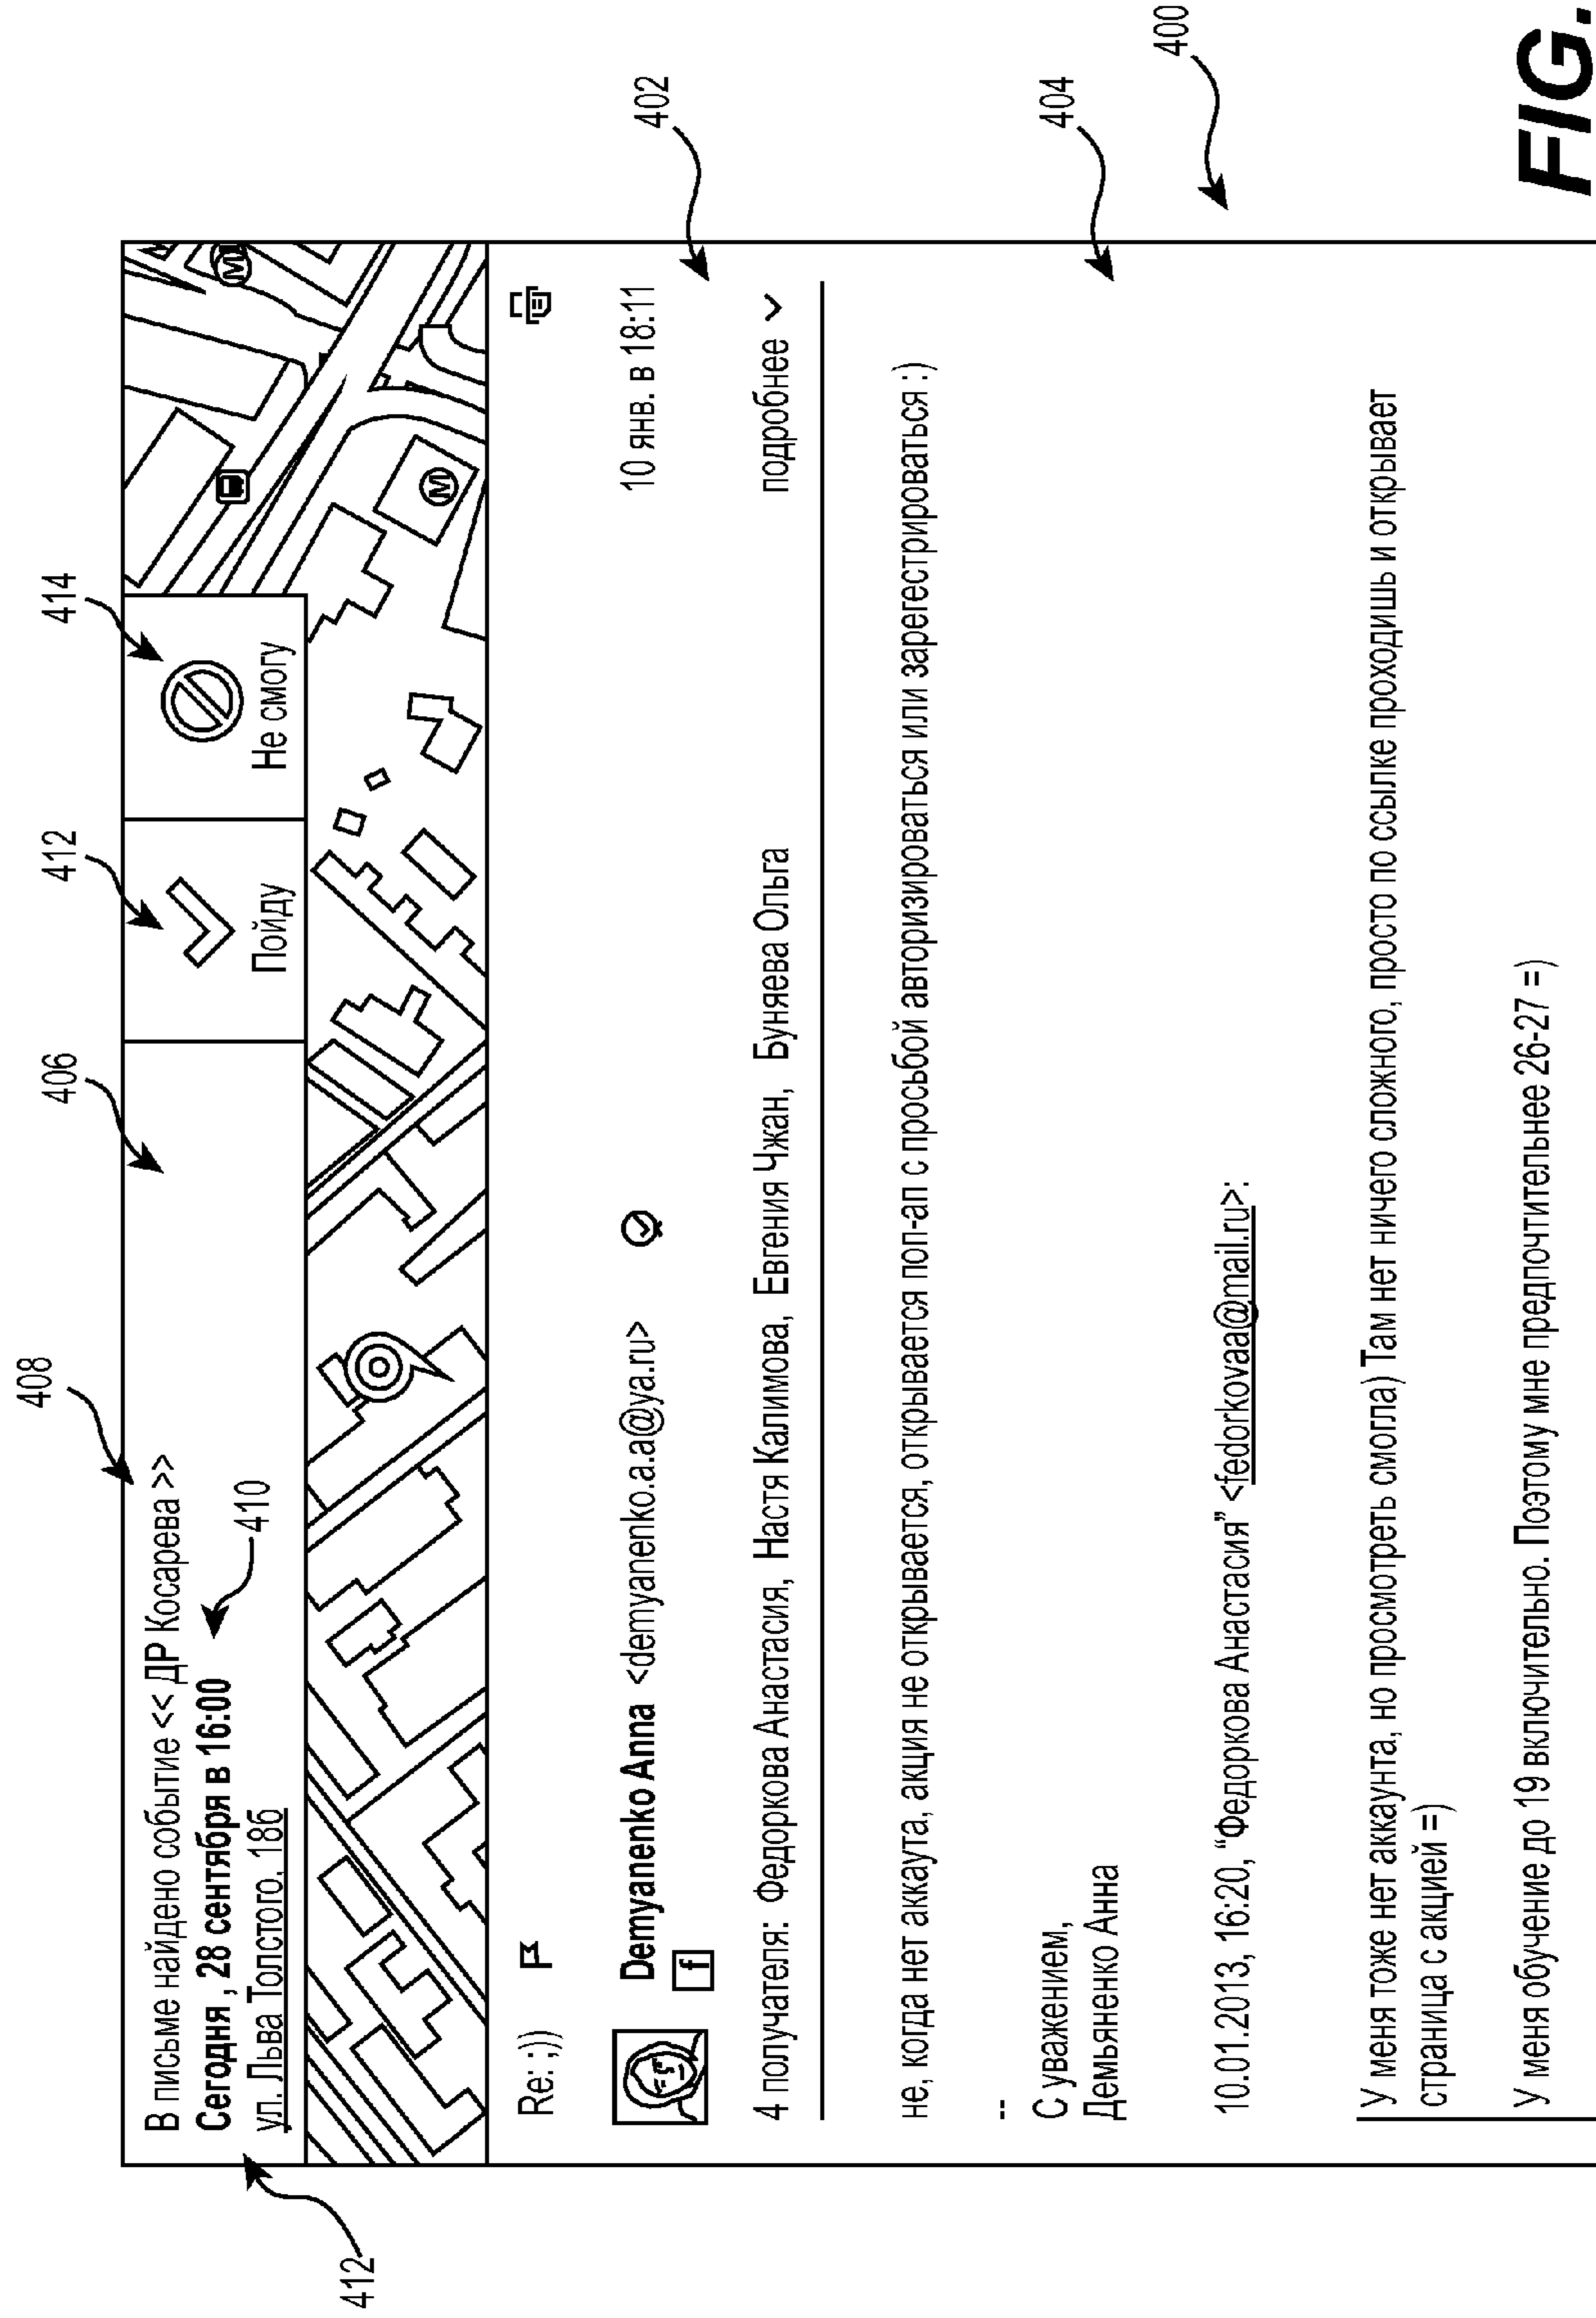 408
406
412
414
В письме найдено событие << ДР Косарева >>
Сегодня , 28 сентября в 16:00
410
ул. Льва Толстого, 18б
412
Пойду
Не смогу
M
M
Re: ;))
Demyanenko Anna <demyanenko.a.a@ya.ru>
10 янв. в 18:11
402
f
4 получателя: Федоркова Анастасия, Настя Калимова, Евгения Чжан, Буняева Ольга
подробнее
не, когда нет аккаута, акция не открывается, открывается поп-ап с просьбой авторизироваться или зарегестрироваться :)
--
С уважением,
Демьяненко Анна
404
10.01.2013, 16:20, “Федоркова Анастасия” <fedorkovaa@mail.ru>:
400
У меня тоже нет аккаунта, но просмотреть смогла) Там нет ничего сложного, просто по ссылке проходишь и открывает
страница с акцией =)
У меня обучение до 19 включительно. Поэтому мне предпочтительнее 26-27 =)
FIG.